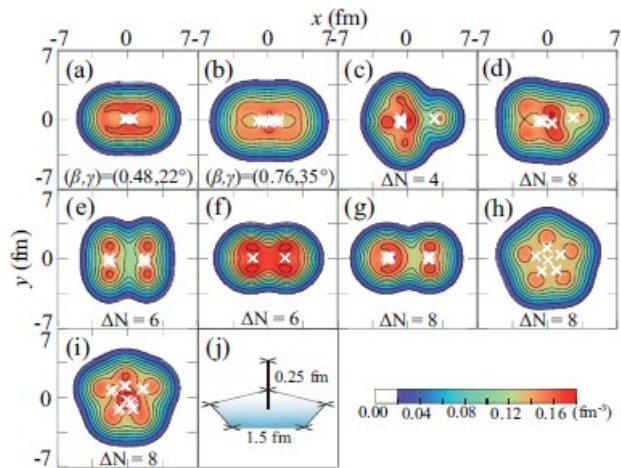 x (fm)
-7 0 7 -7 0 7 -7 0 7 -7 0 7
7 (a) (b) (c) (d)
0
-7 (β,γ)=(0.48,22°) (β,γ)=(0.76,35°) ΔN = 4 ΔN = 8
y (fm)
7 (e) (f) (g) (h)
0
-7 ΔN = 6 ΔN = 6 ΔN = 8 ΔN = 8
7 (i) (j)
0 0.25 fm
1.5 fm
-7 ΔN = 8
0.00 0.04 0.08 0.12 0.16 (fm⁻³)